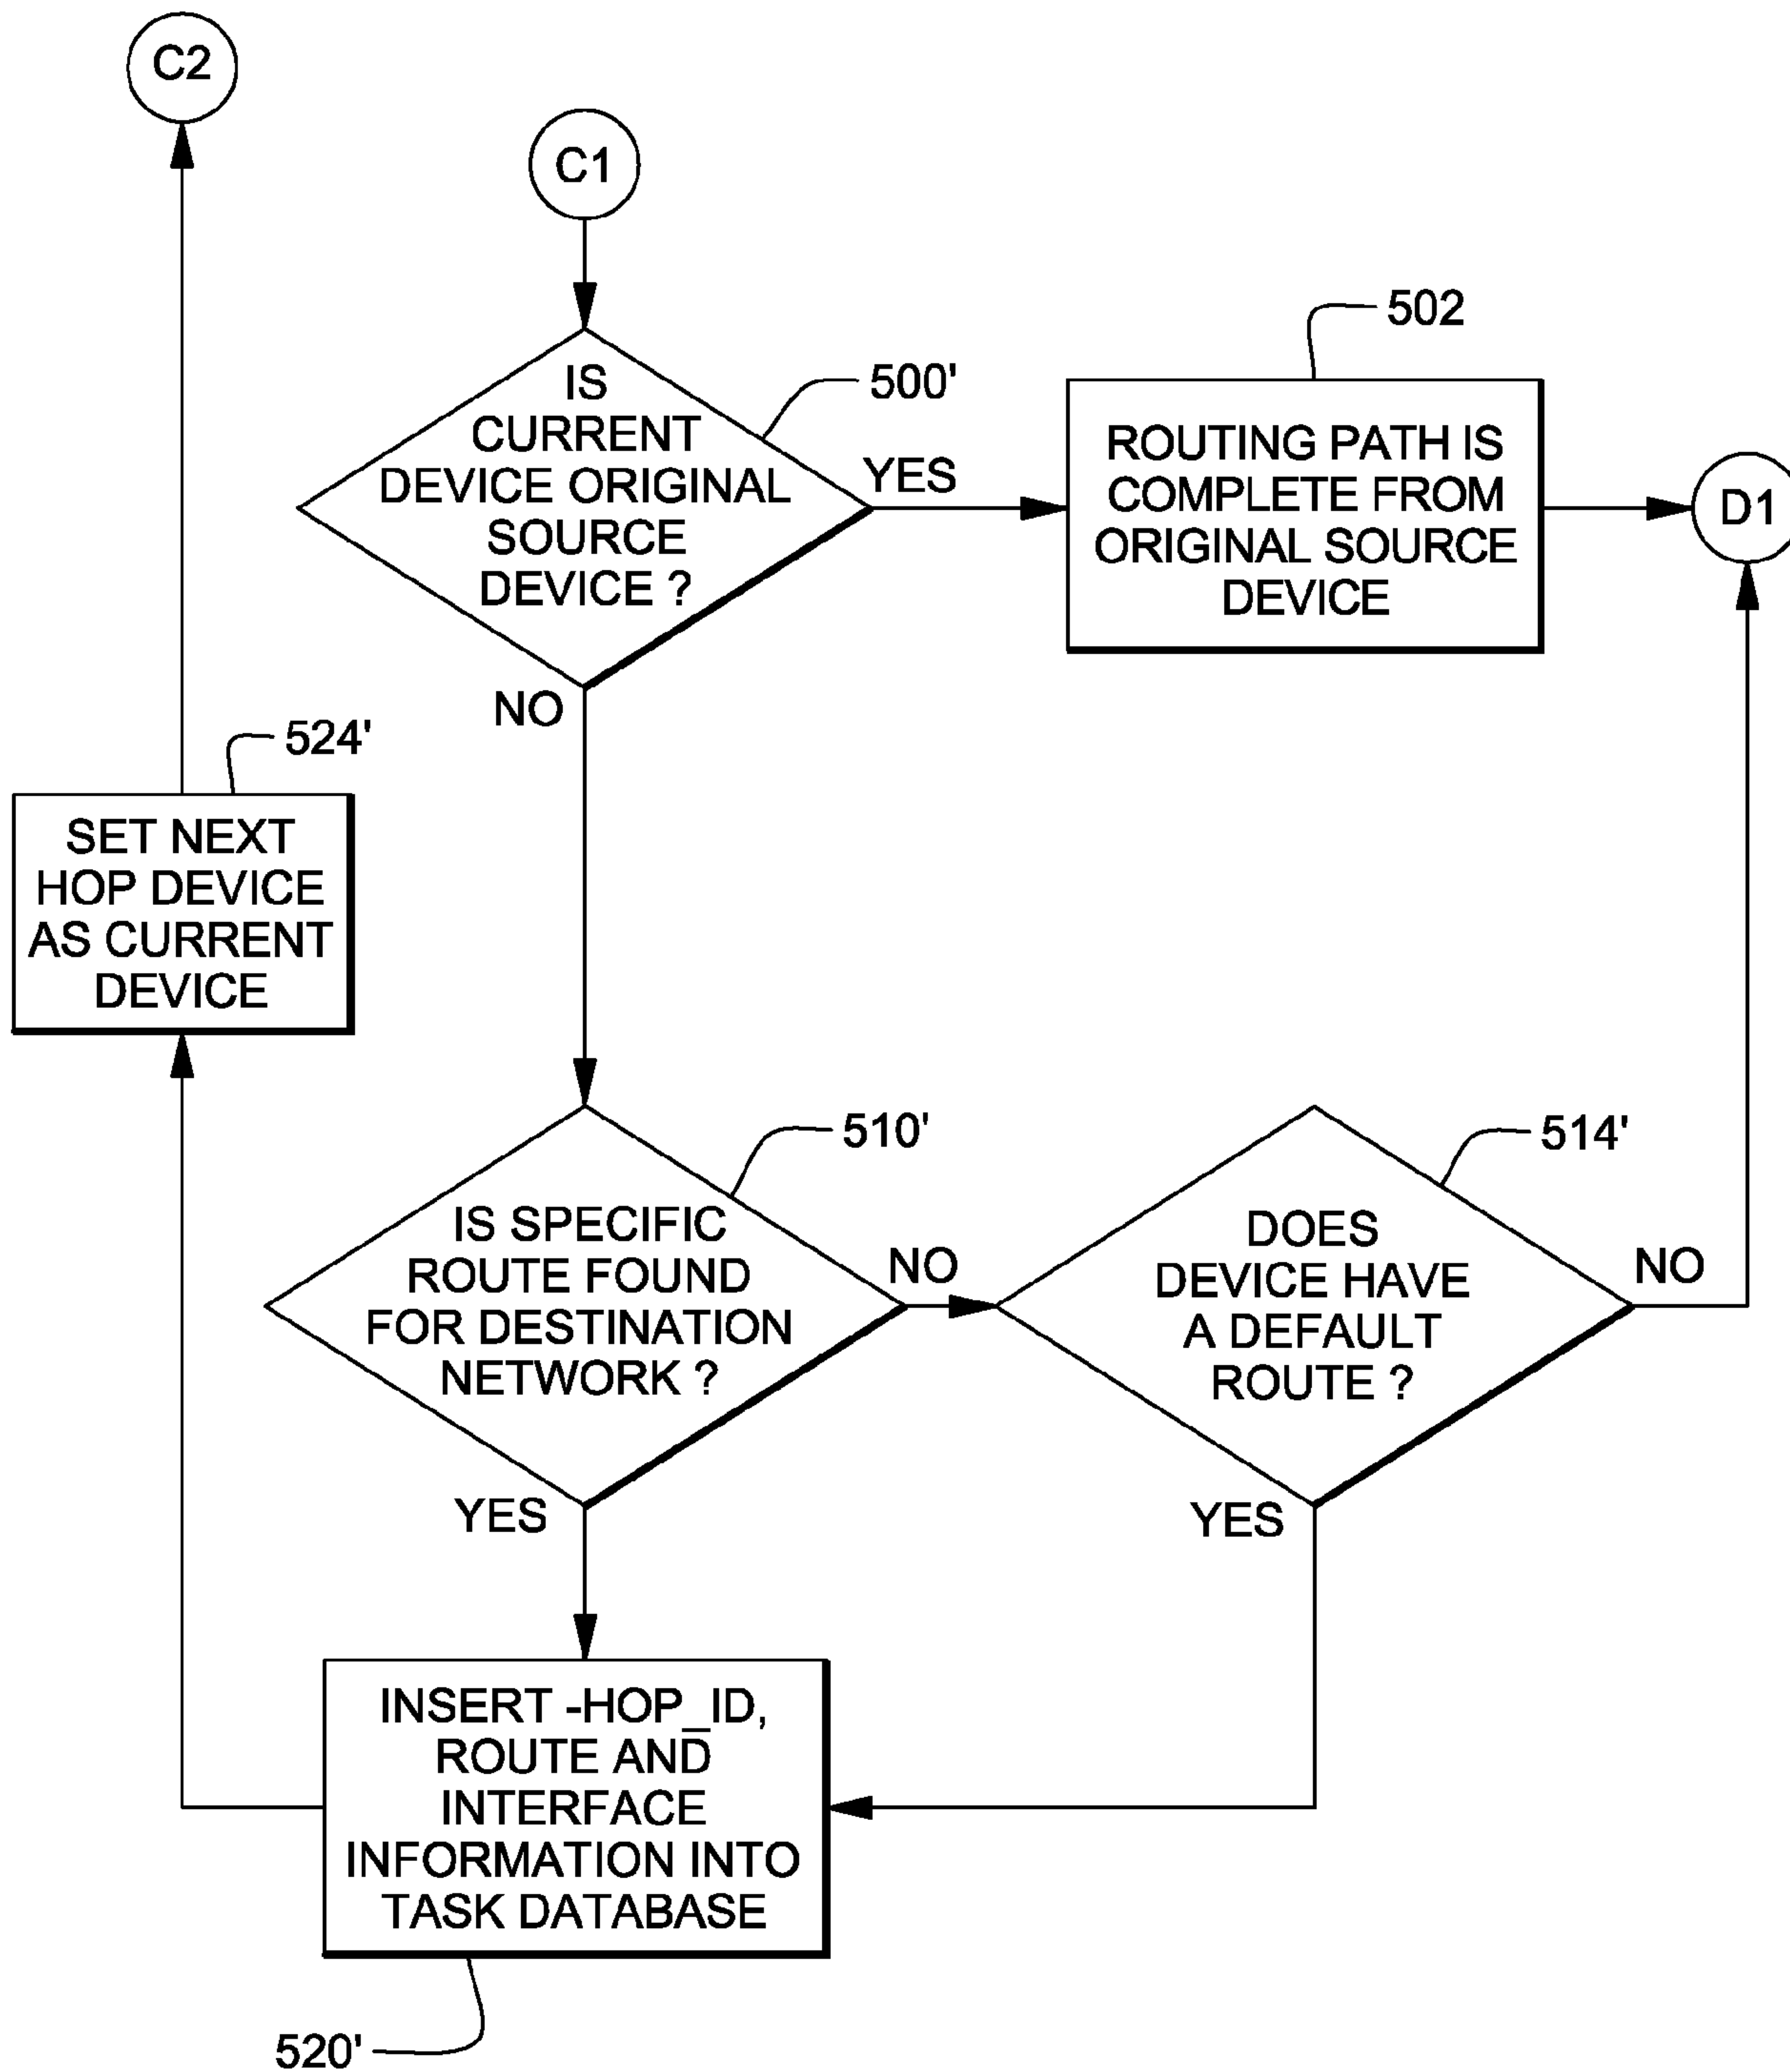 C2
C1
502
IS
CURRENT
DEVICE ORIGINAL
SOURCE
DEVICE ?
500'
YES
ROUTING PATH IS
COMPLETE FROM
ORIGINAL SOURCE
DEVICE
D1
NO
524'
SET NEXT
HOP DEVICE
AS CURRENT
DEVICE
510'
IS SPECIFIC
ROUTE FOUND
FOR DESTINATION
NETWORK ?
NO
514'
DOES
DEVICE HAVE
A DEFAULT
ROUTE ?
NO
YES
YES
INSERT -HOP_ID,
ROUTE AND
INTERFACE
INFORMATION INTO
TASK DATABASE
520'